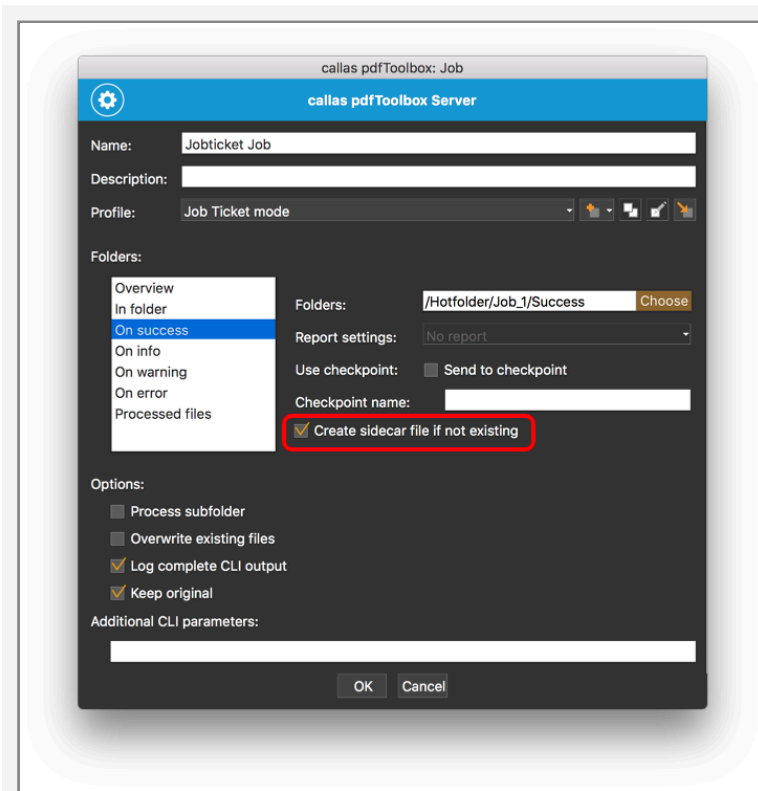 callas pdfToolbox: Job
callas pdfToolbox Server
Name: Jobticket Job
Description:
Profile: Job Ticket mode
Folders:
Overview
In folder
On success
On info
On warning
On error
Processed files
Folders: /Hotfolder/Job_1/Success Choose
Report settings: No report
Use checkpoint: Send to checkpoint
Checkpoint name:
Create sidecar file if not existing
Options:
Process subfolder
Overwrite existing files
Log complete CLI output
Keep original
Additional CLI parameters:
OK Cancel